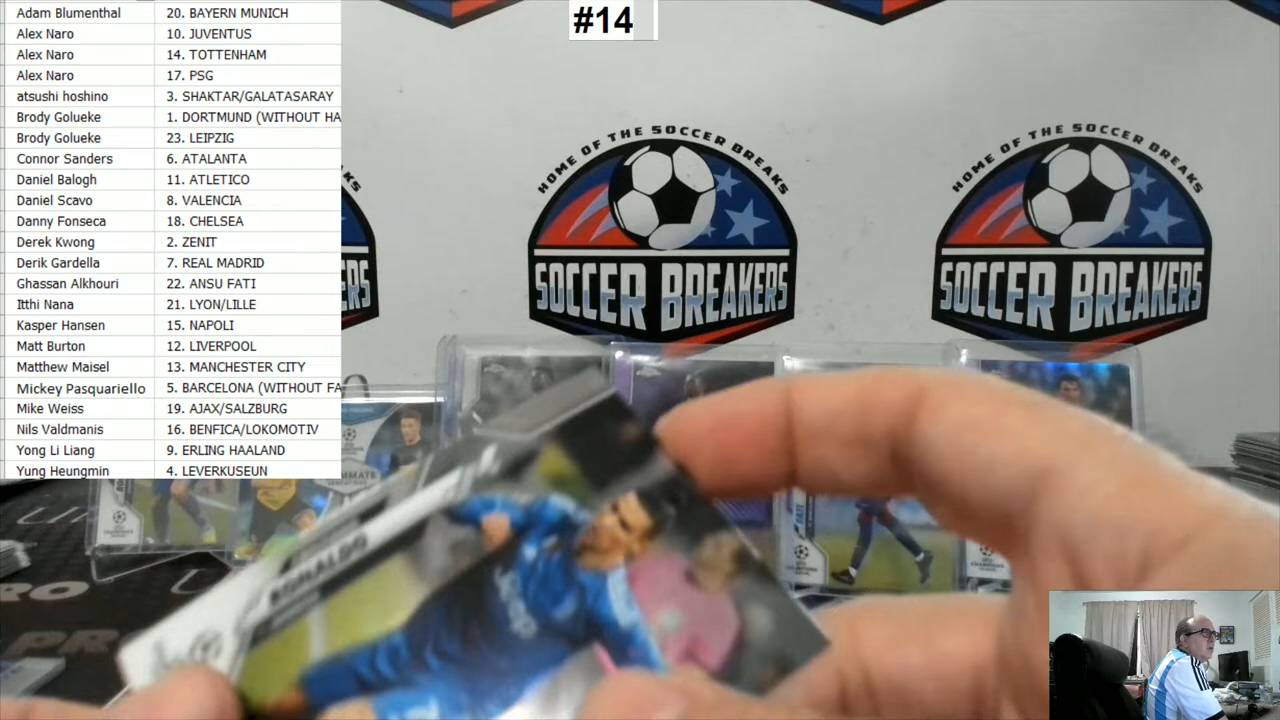 Adam Blumenthal 20. BAYERN MUNICH
Alex Naro 10. JUVENTUS
Alex Naro 14. TOTTENHAM
Alex Naro 17. PSG
atsushi hoshino 3. SHAKTAR/GALATASARAY
Brody Golueke 1. DORTMUND (WITHOUT HA
Brody Golueke 23. LEIPZIG
Connor Sanders 6. ATALANTA
Daniel Balogh 11. ATLETICO
Daniel Scavo 8. VALENCIA
Danny Fonseca 18. CHELSEA
Derek Kwong 2. ZENIT
Derik Gardella 7. REAL MADRID
Ghassan Alkhouri 22. ANSU FATI
Itthi Nana 21. LYON/LILLE
Kasper Hansen 15. NAPOLI
Matt Burton 12. LIVERPOOL
Matthew Maisel 13. MANCHESTER CITY
Mickey Pasquariello 5. BARCELONA (WITHOUT FA
Mike Weiss 19. AJAX/SALZBURG
Nils Valdmanis 16. BENFICA/LOKOMOTIV
Yong Li Liang 9. ERLING HAALAND
Yung Heungmin 4. LEVERKUSEUN
#14
HOME OF THE SOCCER BREAKS
SOCCER BREAKERS
HOME OF THE SOCCER BREAKS
SOCCER BREAKERS
KS
ERS
RONALDO
FATI
PRO